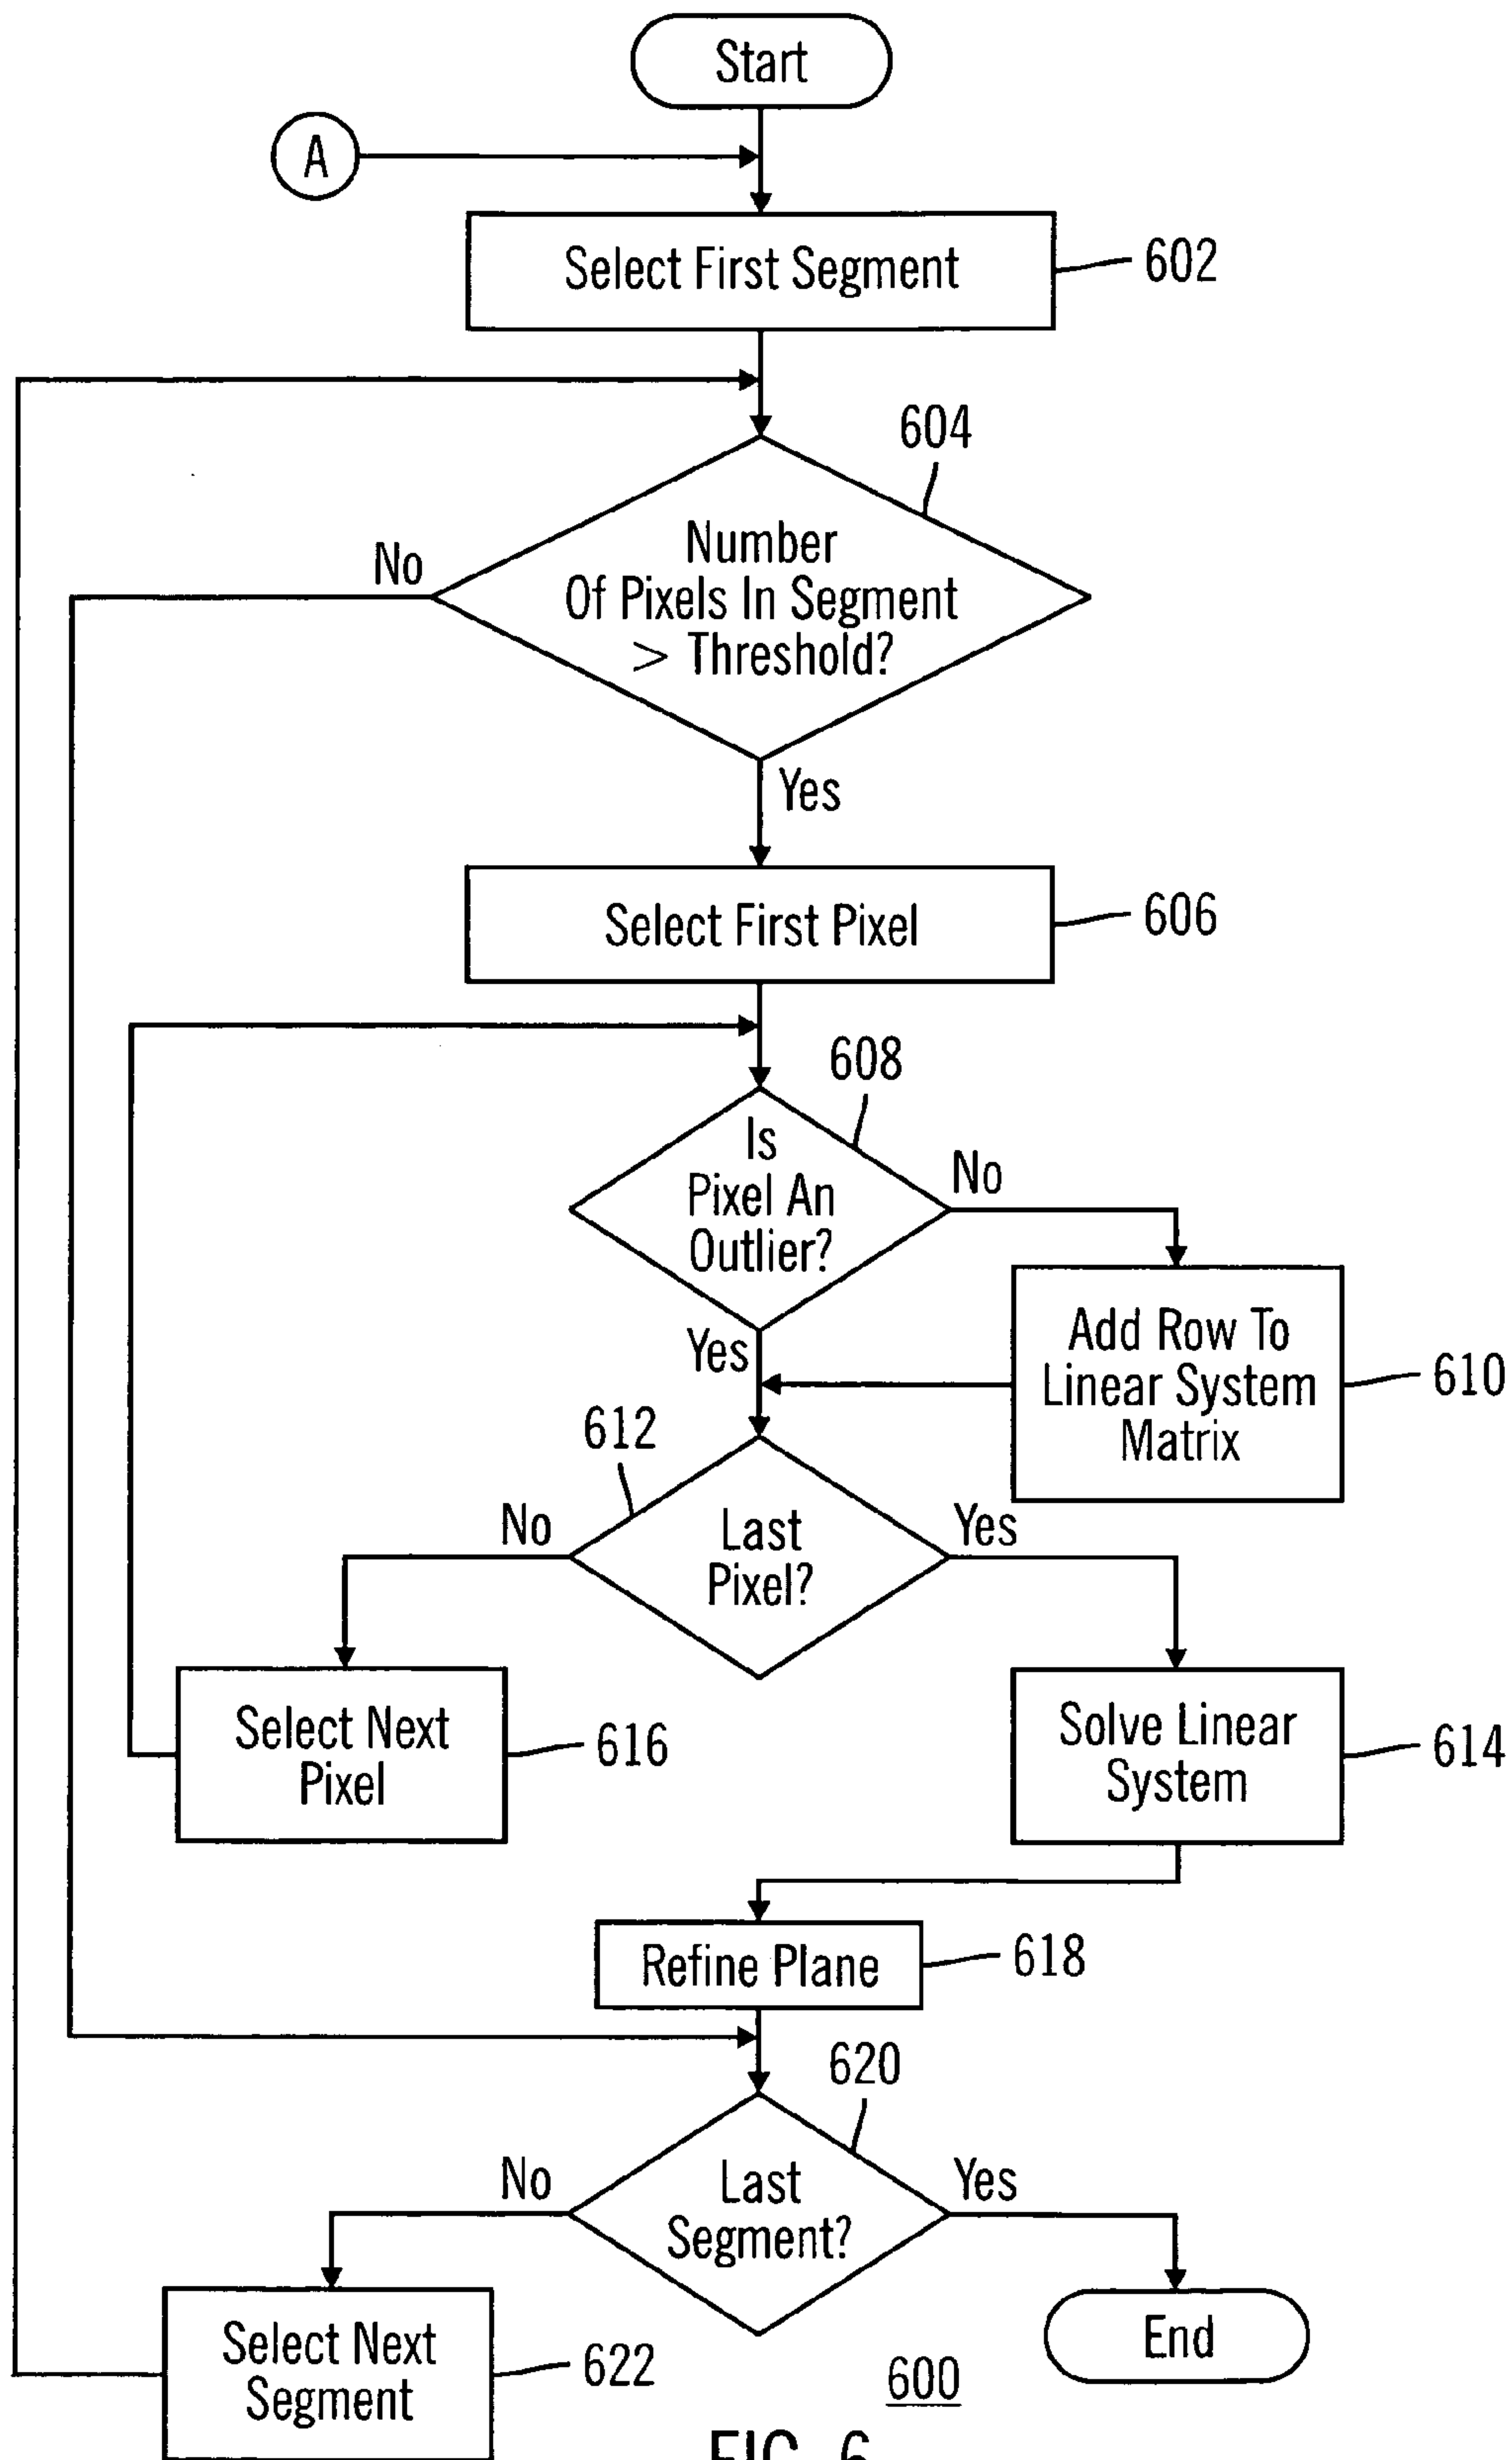 Start
A
Select First Segment
602
604
Number
Of Pixels In Segment
> Threshold?
No
Yes
Select First Pixel
606
608
Is
Pixel An
Outlier?
No
Yes
Add Row To
Linear System
Matrix
610
612
Last
Pixel?
No
Yes
Select Next
Pixel
616
Solve Linear
System
614
Refine Plane
618
620
Last
Segment?
No
Yes
Select Next
Segment
622
End
600
FIG. 6